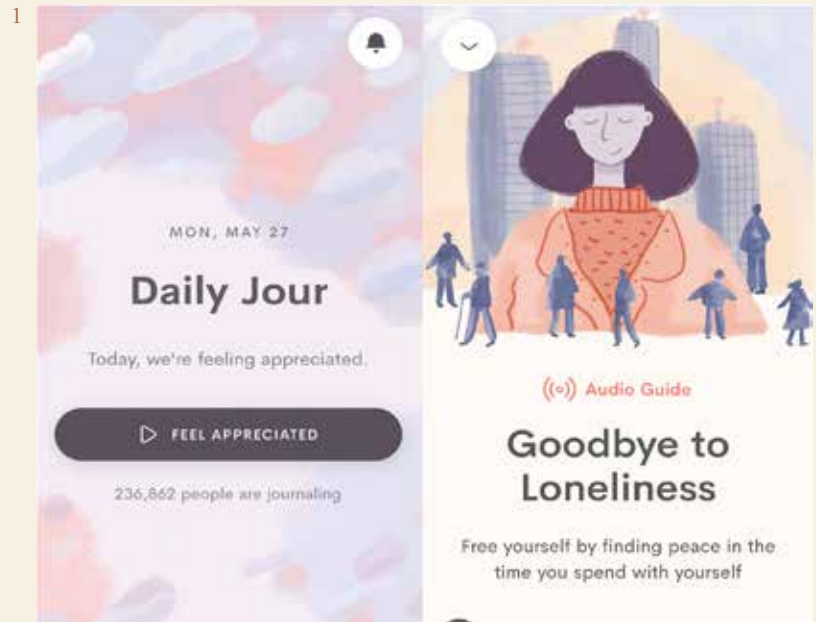 1
MON, MAY 27
Daily Jour
Today, we're feeling appreciated.
FEEL APPRECIATED
236,862 people are journaling
Audio Guide
Goodbye to
Loneliness
Free yourself by finding peace in the
time you spend with yourself